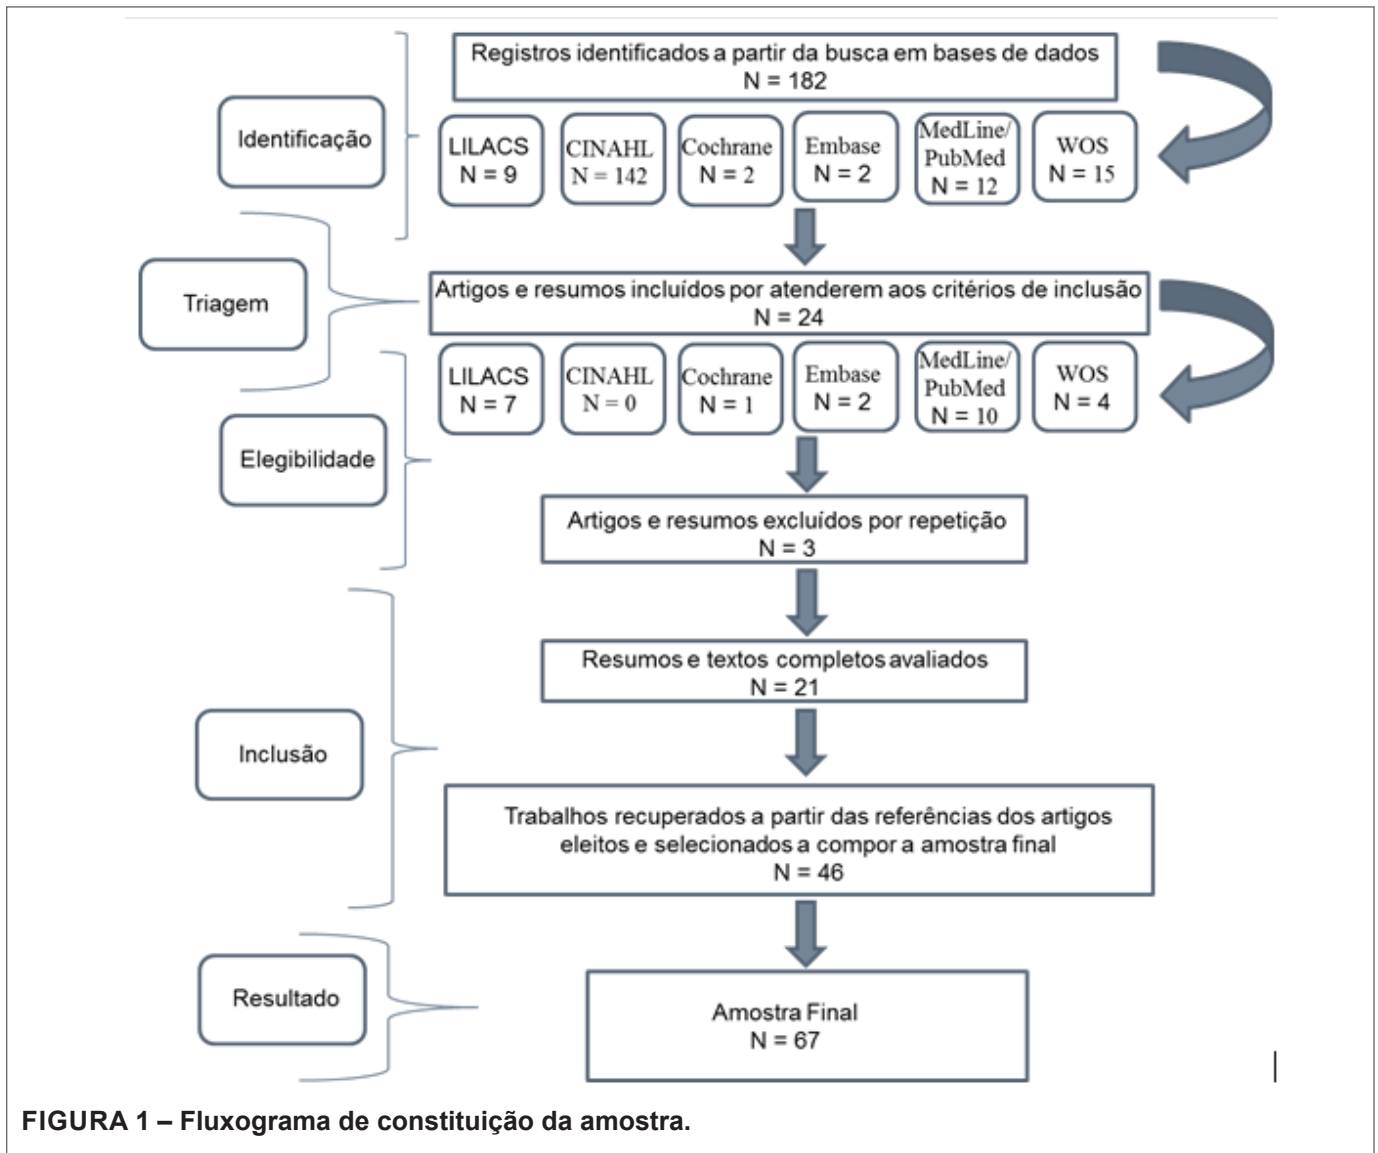 Registros identificados a partir da busca em bases de dados
N = 182
Identificação
LILACS
N = 9
CINAHL
N = 142
Cochrane
N = 2
Embase
N = 2
MedLine/
PubMed
N = 12
WOS
N = 15
Triagem
Artigos e resumos incluídos por atenderem aos critérios de inclusão
N = 24
LILACS
N = 7
CINAHL
N = 0
Cochrane
N = 1
Embase
N = 2
MedLine/
PubMed
N = 10
WOS
N = 4
Elegibilidade
Artigos e resumos excluídos por repetição
N = 3
Resumos e textos completos avaliados
N = 21
Inclusão
Trabalhos recuperados a partir das referências dos artigos
eleitos e selecionados a compor a amostra final
N = 46
Resultado
Amostra Final
N = 67
FIGURA 1 – Fluxograma de constituição da amostra.